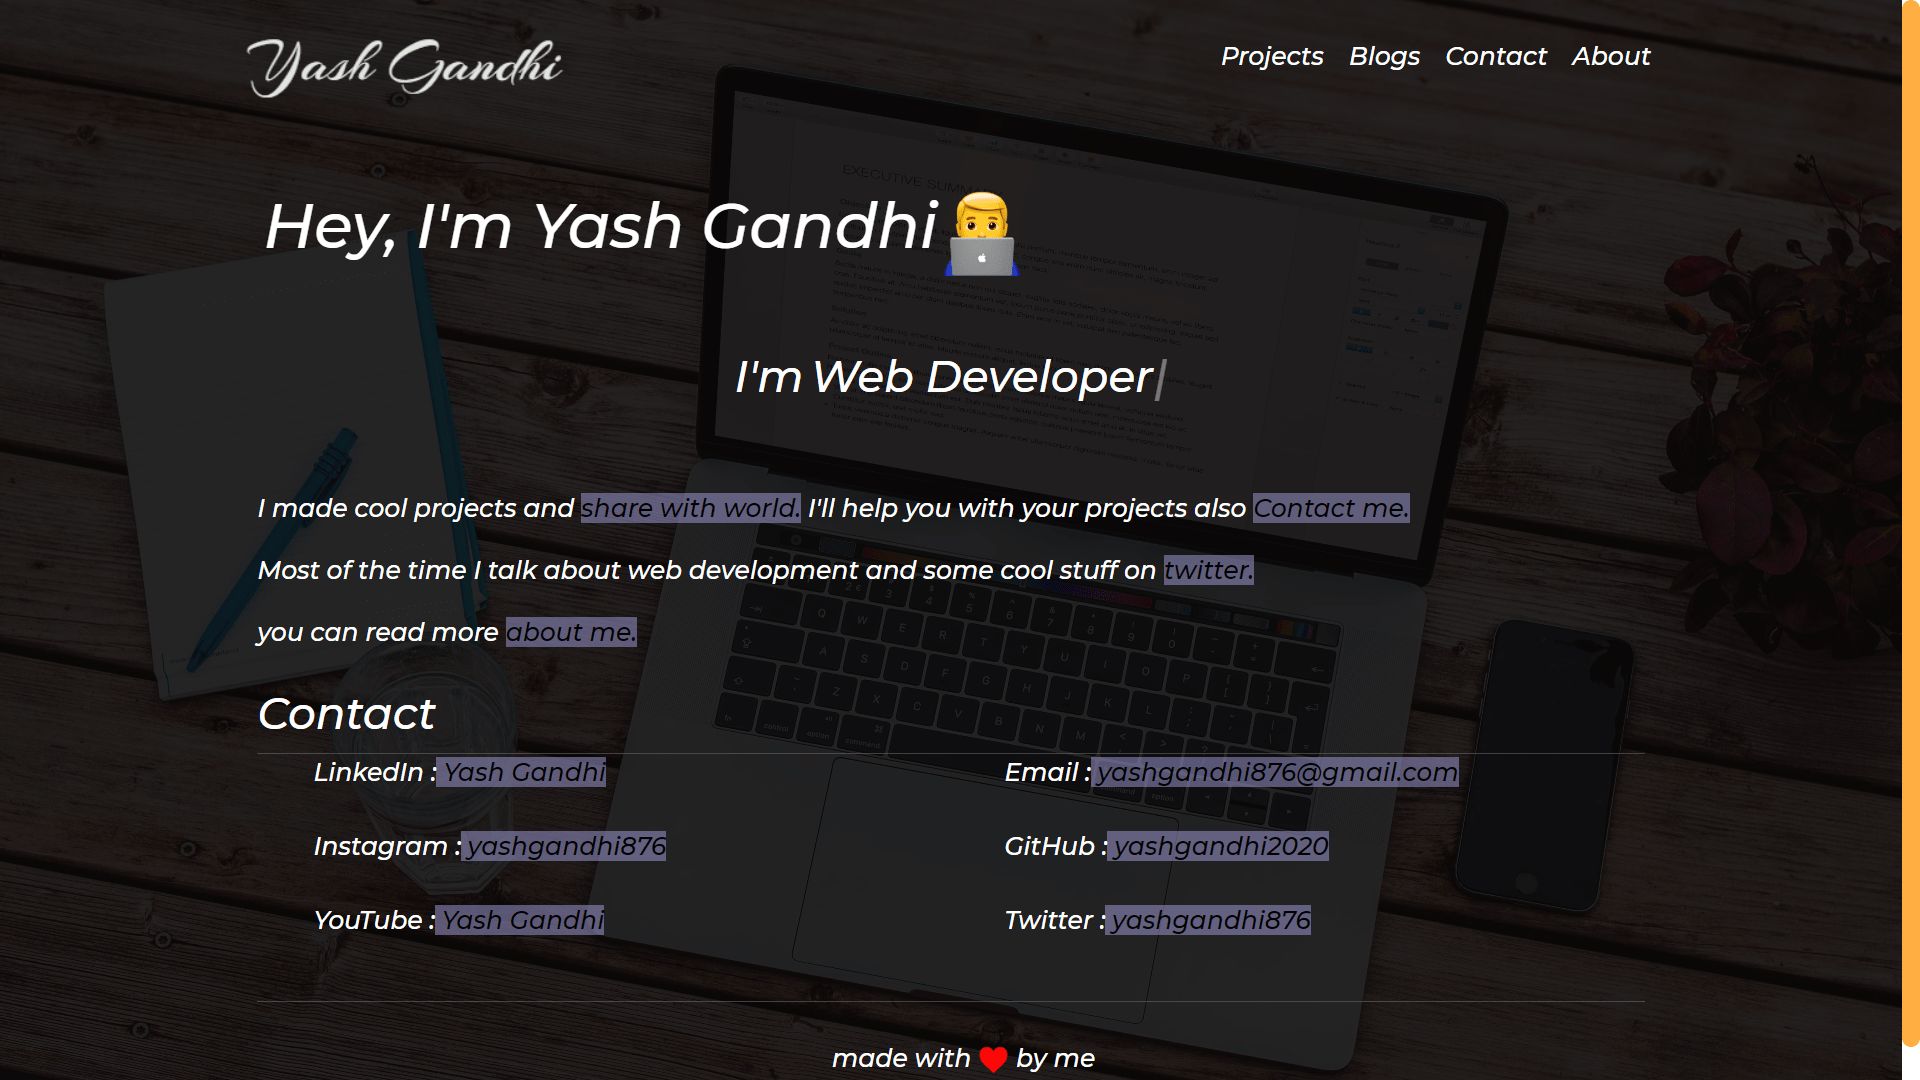 Yash Gandhi
Projects Blogs Contact About
EXECUTIVE SUMM
Hey, I'm Yash Gandhi
I'm Web Developer|
I made cool projects and share with world. I'll help you with your projects also Contact me.
Most of the time I talk about web development and some cool stuff on twitter.
you can read more about me.
Contact
LinkedIn : Yash Gandhi
Email : yashgandhi876@gmail.com
Instagram : yashgandhi876
GitHub : yashgandhi2020
YouTube : Yash Gandhi
Twitter : yashgandhi876
made with by me